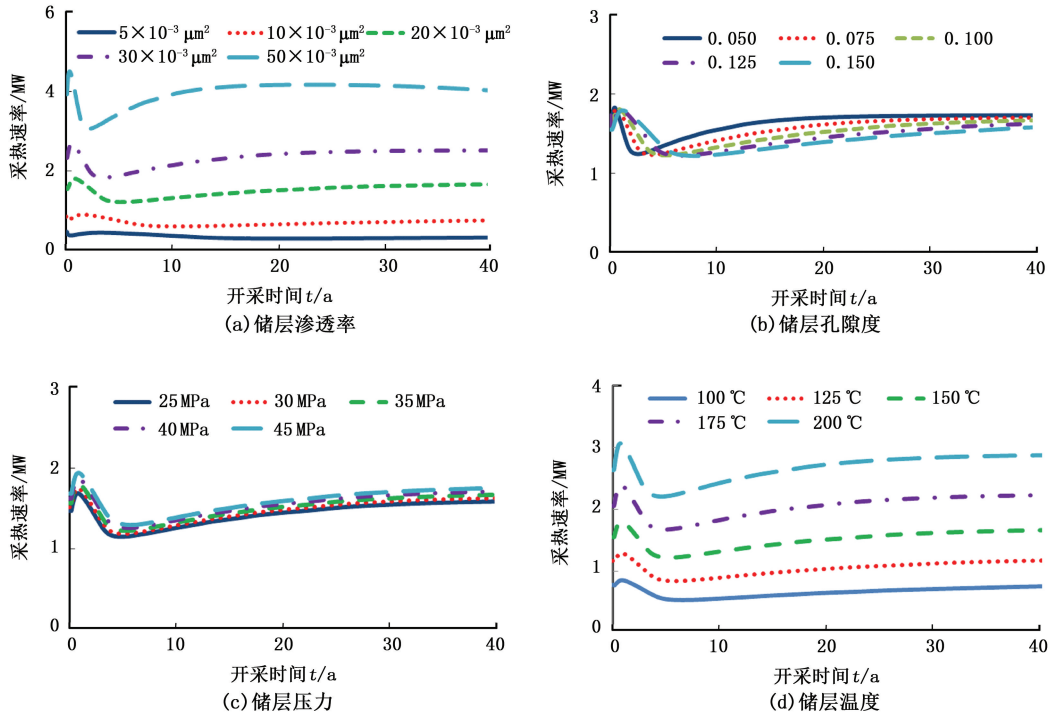 5×10⁻³ μm² 10×10⁻³ μm² 20×10⁻³ μm²
30×10⁻³ μm² 50×10⁻³ μm²
采热速率/MW
6
4
2
0
0 10 20 30 40
开采时间t/a
(a)储层渗透率
0.050 0.075 0.100
0.125 0.150
采热速率/MW
3
2
1
0
0 10 20 30 40
开采时间t/a
(b)储层孔隙度
25 MPa 30 MPa 35 MPa
40 MPa 45 MPa
采热速率/MW
3
2
1
0
0 10 20 30 40
开采时间t/a
(c)储层压力
100 ℃ 125 ℃ 150 ℃
175 ℃ 200 ℃
采热速率/MW
4
3
2
1
0
0 10 20 30 40
开采时间t/a
(d)储层温度